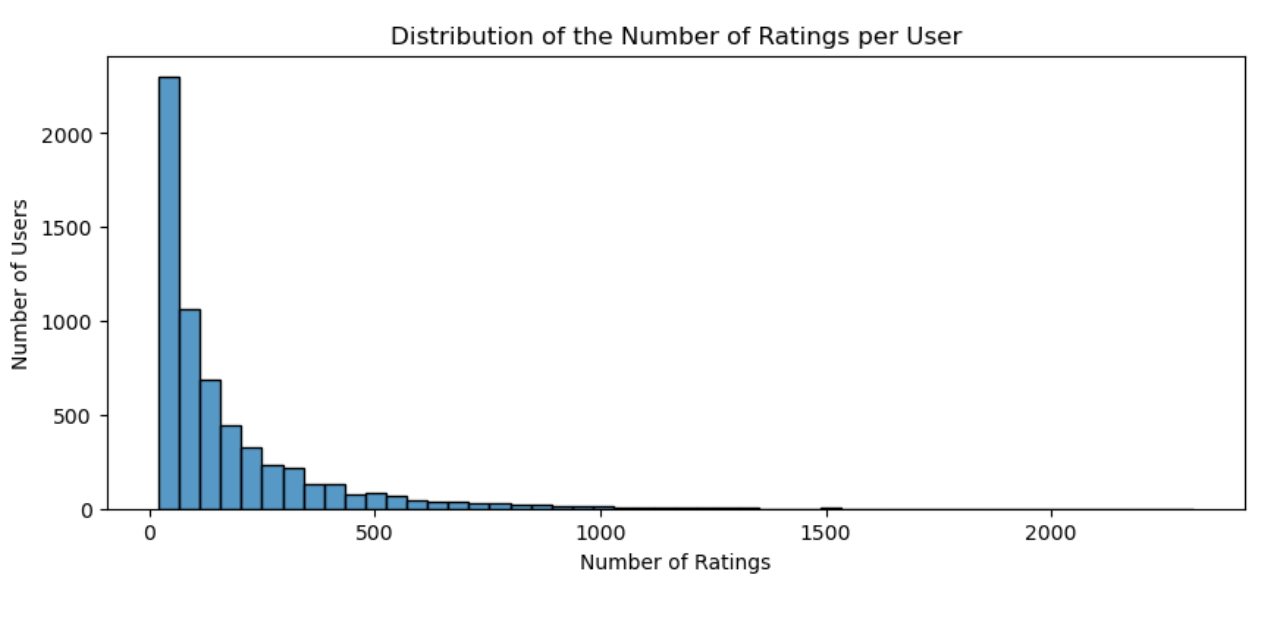 Distribution of the Number of Ratings per User
2000
1500
1000
500
0
Number of Users
0 500 1000 1500 2000
Number of Ratings